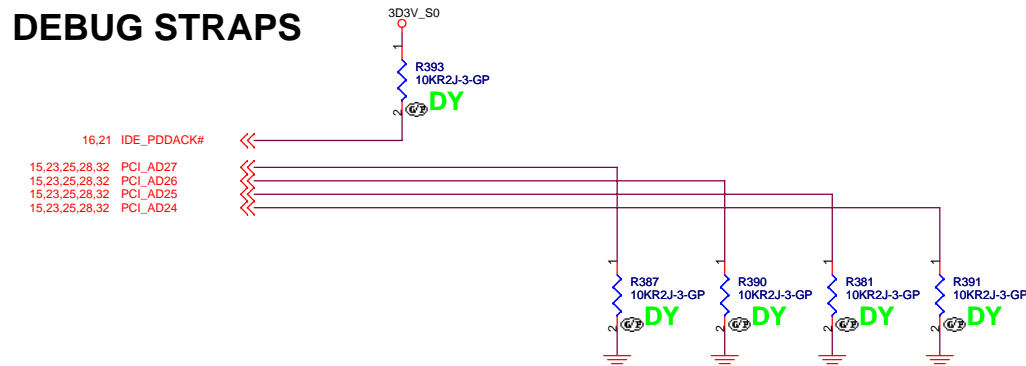 DEBUG STRAPS
3D3V_S0
1
R393
10KR2J-3-GP
2 G/P DY
16,21 IDE_PDDACK#
15,23,25,28,32 PCI_AD27
15,23,25,28,32 PCI_AD26
15,23,25,28,32 PCI_AD25
15,23,25,28,32 PCI_AD24
1 1 1 1
R387 R390 R381 R391
10KR2J-3-GP 10KR2J-3-GP 10KR2J-3-GP 10KR2J-3-GP
2 G/P DY 2 G/P DY 2 G/P DY 2 G/P DY